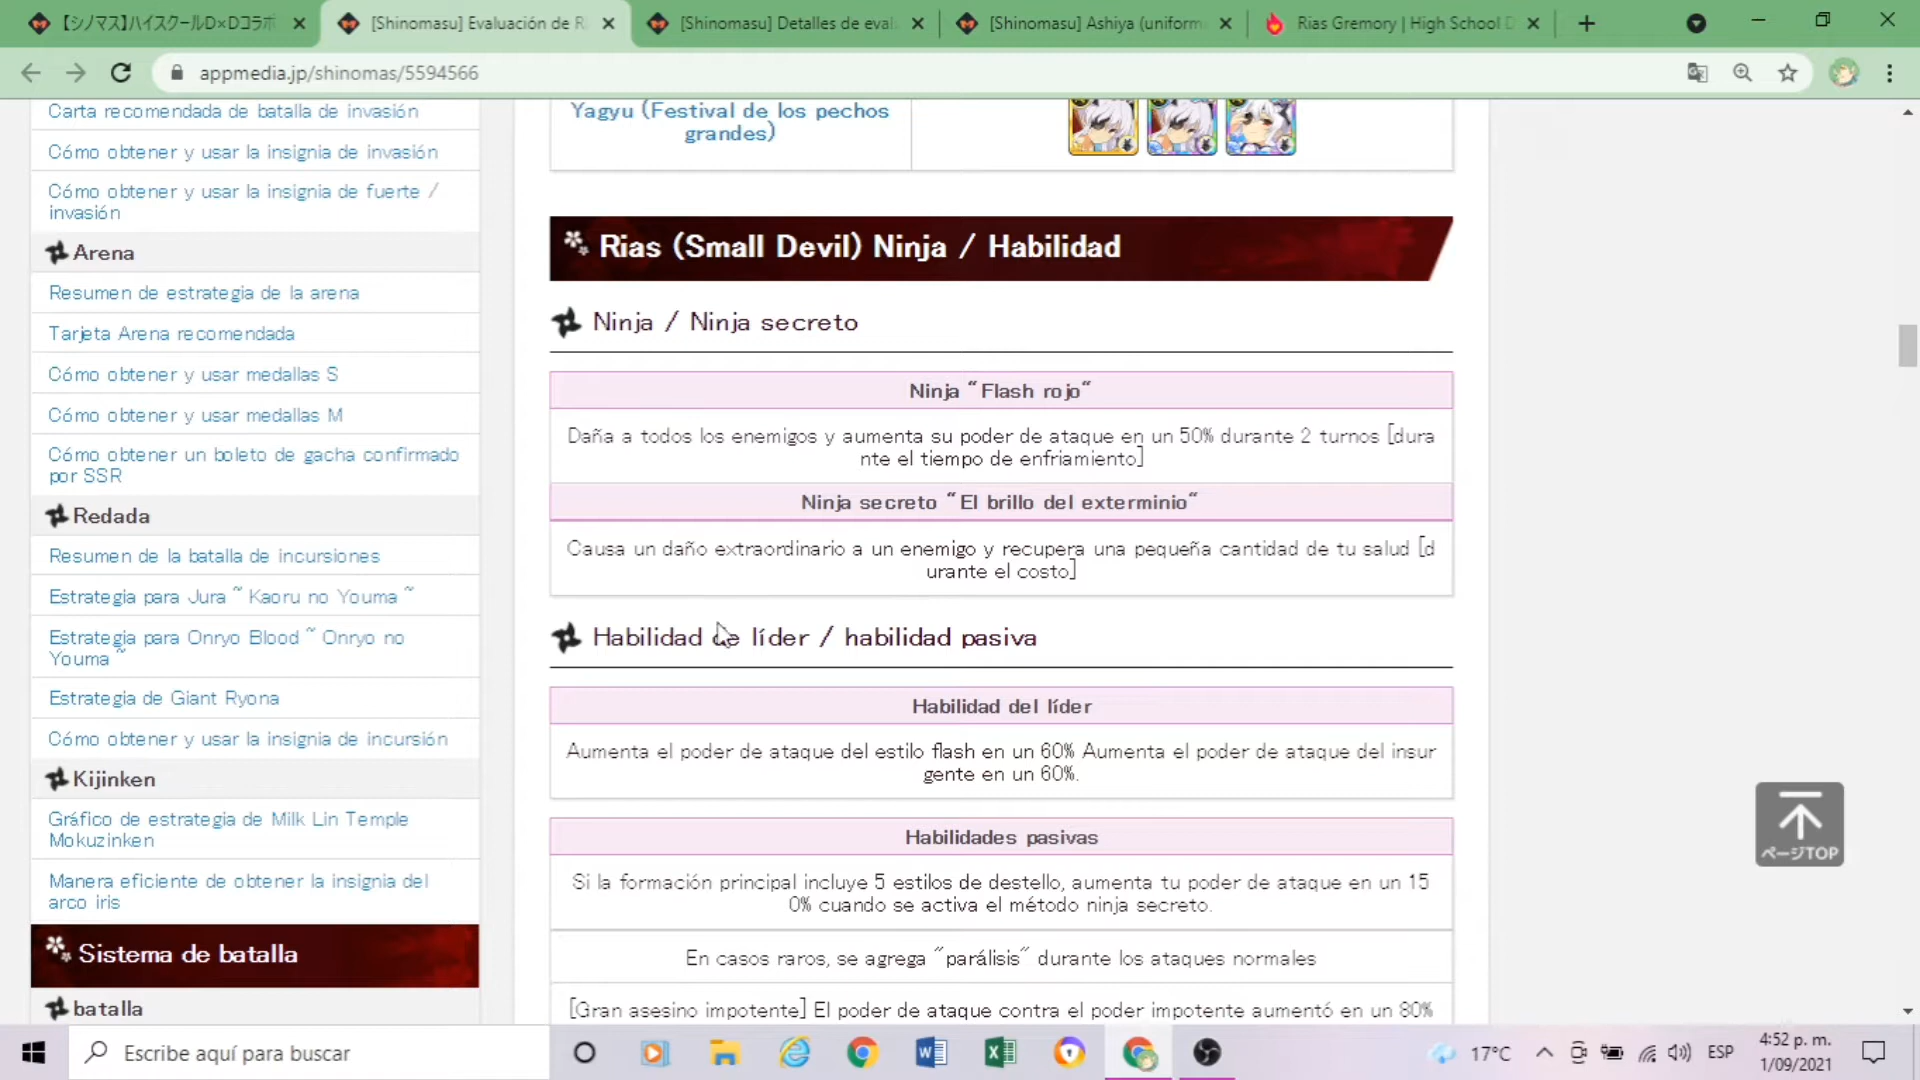 【シノマス】ハイスクールD×Dコラボ
[Shinomasu] Evaluación de R
[Shinomasu] Detalles de eval
[Shinomasu] Ashiya (uniform
Rias Gremory | High School D
appmedia.jp/shinomas/5594566
Carta recomendada de batalla de invasión
Cómo obtener y usar la insignia de invasión
Cómo obtener y usar la insignia de fuerte /
invasión
Arena
Resumen de estrategia de la arena
Tarjeta Arena recomendada
Cómo obtener y usar medallas S
Cómo obtener y usar medallas M
Cómo obtener un boleto de gacha confirmado
por SSR
Redada
Resumen de la batalla de incursiones
Estrategia para Jura ~ Kaoru no Youma ~
Estrategia para Onryo Blood ~ Onryo no
Youma ~
Estrategia de Giant Ryona
Cómo obtener y usar la insignia de incursión
Kijinken
Gráfico de estrategia de Milk Lin Temple
Mokuzinken
Manera eficiente de obtener la insignia del
arco iris
Sistema de batalla
batalla
Yagyu (Festival de los pechos
grandes)
Rias (Small Devil) Ninja / Habilidad
Ninja / Ninja secreto
Ninja "Flash rojo"
Daña a todos los enemigos y aumenta su poder de ataque en un 50% durante 2 turnos [dura
nte el tiempo de enfriamiento]
Ninja secreto "El brillo del exterminio"
Causa un daño extraordinario a un enemigo y recupera una pequeña cantidad de tu salud [d
urante el costo]
Habilidad de líder / habilidad pasiva
Habilidad del líder
Aumenta el poder de ataque del estilo flash en un 60% Aumenta el poder de ataque del insur
gente en un 60%.
Habilidades pasivas
Si la formación principal incluye 5 estilos de destello, aumenta tu poder de ataque en un 15
0% cuando se activa el método ninja secreto.
En casos raros, se agrega "parálisis" durante los ataques normales
[Gran asesino impotente] El poder de ataque contra el poder impotente aumentó en un 80%
ページTOP
Escribe aquí para buscar
17°C
ESP
4:52 p. m.
1/09/2021